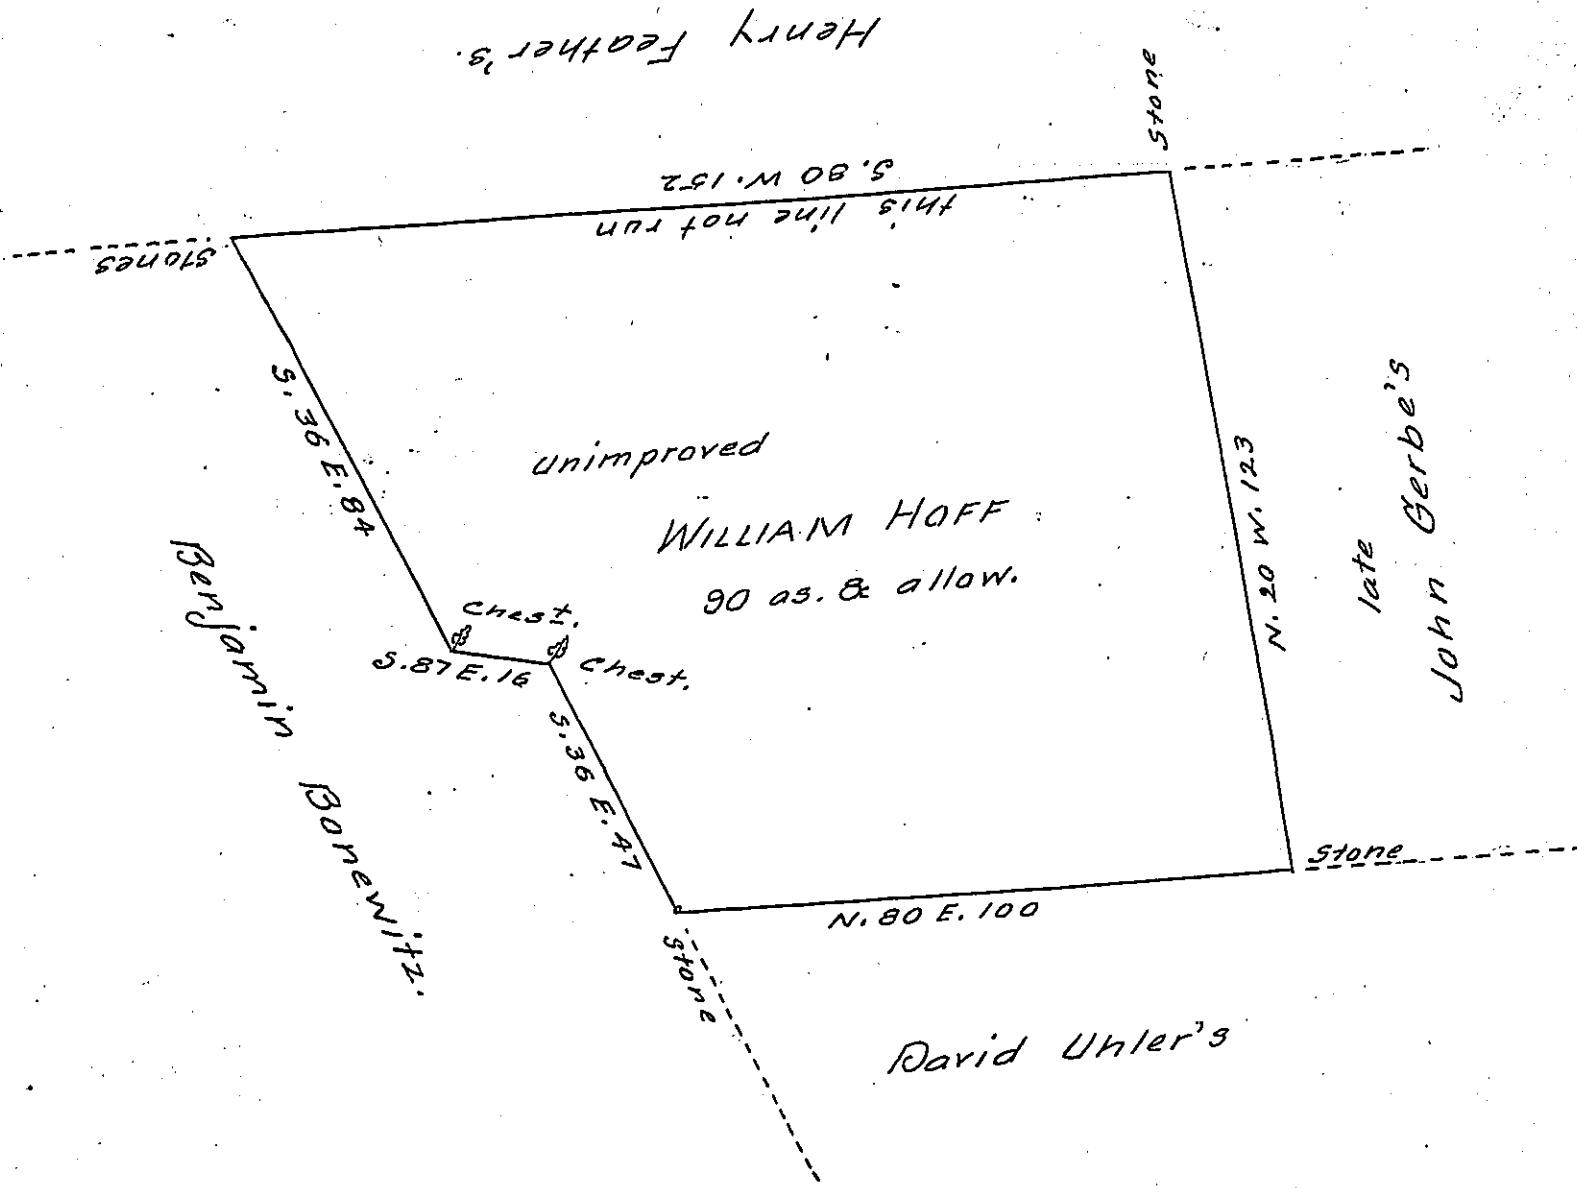 Henry Feather's.
Stone
S. 80 W. 152
this line not run
Stones
S. 36 E. 84
unimproved
WILLIAM HOFF
90 as. & allow.
N. 20 W. 123
late
John Gerbe's
Chest.
S. 87 E. 16
Chest.
Benjamin Bonewitz.
S. 36 E. 47
Stone
N. 80 E. 100
Stone
David Uhler's